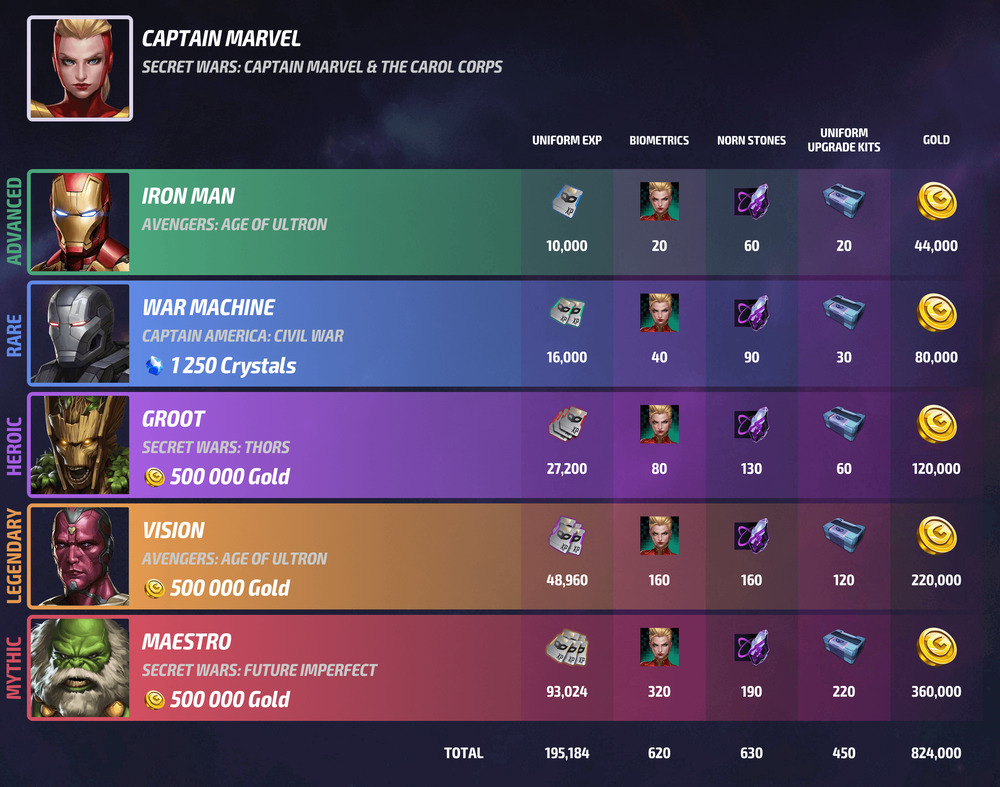 CAPTAIN MARVEL
SECRET WARS: CAPTAIN MARVEL & THE CAROL CORPS
UNIFORM EXP BIOMETRICS NORN STONES UNIFORM UPGRADE KITS GOLD
ADVANCED
IRON MAN
AVENGERS: AGE OF ULTRON
10,000 20 60 20 44,000
RARE
WAR MACHINE
CAPTAIN AMERICA: CIVIL WAR
1 250 Crystals
16,000 40 90 30 80,000
HEROIC
GROOT
SECRET WARS: THORS
500 000 Gold
27,200 80 130 60 120,000
LEGENDARY
VISION
AVENGERS: AGE OF ULTRON
500 000 Gold
48,960 160 160 120 220,000
MYTHIC
MAESTRO
SECRET WARS: FUTURE IMPERFECT
500 000 Gold
93,024 320 190 220 360,000
TOTAL 195,184 620 630 450 824,000